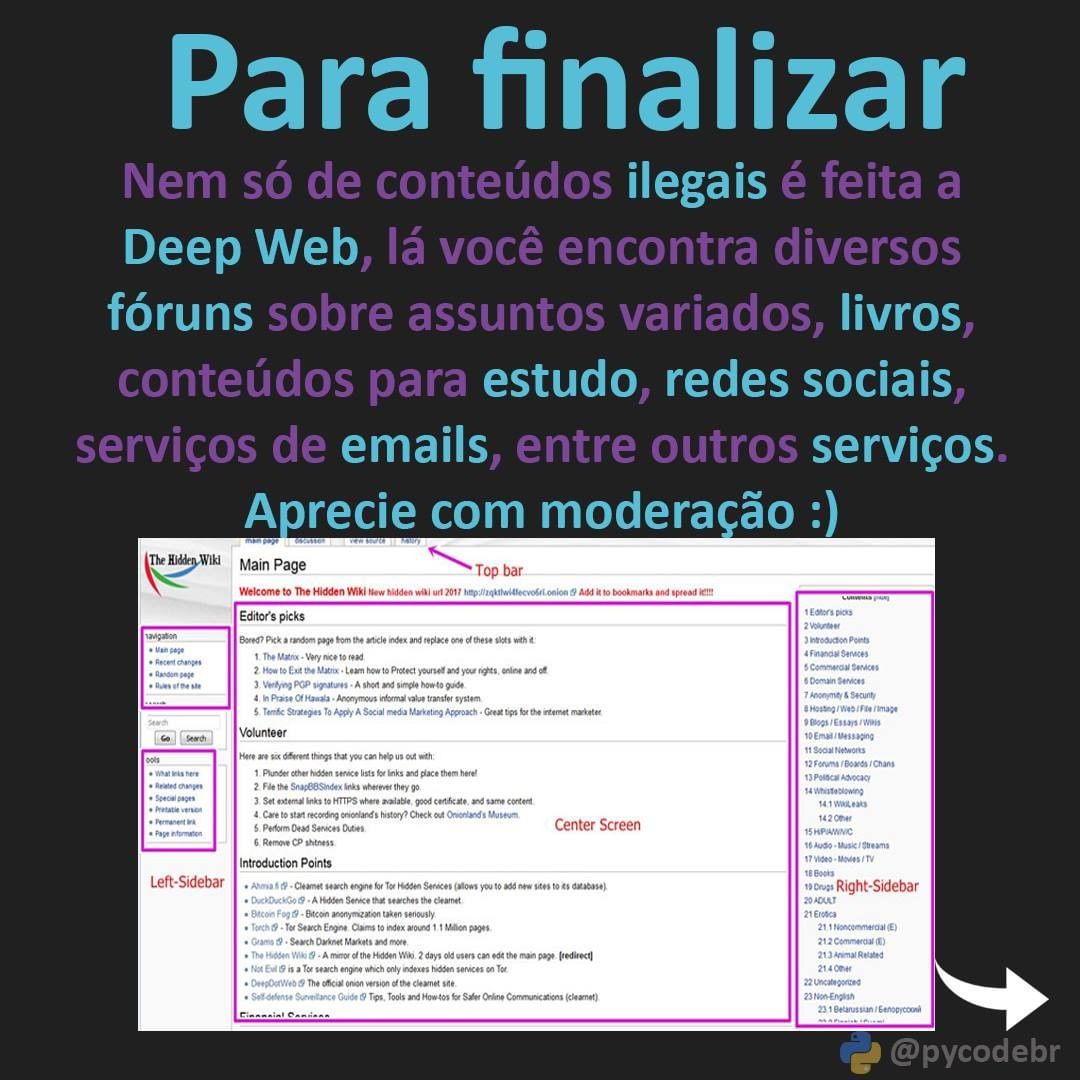 Para finalizar
Nem só de conteúdos ilegais é feita a
Deep Web, lá você encontra diversos
fóruns sobre assuntos variados, livros,
conteúdos para estudo, redes sociais,
serviços de emails, entre outros serviços.
Aprecie com moderação :)
main page discussion view source history
Top bar
The Hidden Wiki
Main Page
Welcome to The Hidden Wiki New hidden wiki url 2017 http://zqktlwi4fecvo6ri.onion Add it to bookmarks and spread it!!!!
navigation
Main page
Recent changes
Random page
Rules of the site
Search
Go Search
ools
What links here
Related changes
Special pages
Printable version
Permanent link
Page information
Left-Sidebar
Editor's picks
Bored? Pick a random page from the article index and replace one of these slots with it.
1. The Matrix - Very nice to read.
2. How to Exit the Matrix - Learn how to Protect yourself and your rights, online and off.
3. Verifying PGP signatures - A short and simple how-to guide.
4. In Praise Of Hawala - Anonymous informal value transfer system.
5. Terrific Strategies To Apply A Social media Marketing Approach - Great tips for the internet marketer.
Volunteer
Here are six different things that you can help us out with:
1. Plunder other hidden service lists for links and place them here!
2. File the SnapBBSIndex links wherever they go.
3. Set external links to HTTPS where available, good certificate, and same content.
4. Care to start recording onionland's history? Check out Onionland's Museum.
5. Perform Dead Services Duties.
6. Remove CP shitness.
Center Screen
Introduction Points
Ahmia.fi - Clearnet search engine for Tor Hidden Services (allows you to add new sites to its database).
DuckDuckGo - A Hidden Service that searches the clearnet.
Bitcoin Fog - Bitcoin anonymization taken seriously.
Torch - Tor Search Engine. Claims to index around 1.1 Million pages.
Grams - Search Darknet Markets and more.
The Hidden Wiki - A mirror of the Hidden Wiki. 2 days old users can edit the main page. [redirect]
Not Evil is a Tor search engine which only indexes hidden services on Tor.
DeepDotWeb - The official onion version of the clearnet site.
Self-defense Surveillance Guide Tips, Tools and How-tos for Safer Online Communications (clearnet).
Financial Services
Contents [hide]
1 Editor's picks
2 Volunteer
3 Introduction Points
4 Financial Services
5 Commercial Services
6 Domain Services
7 Anonymity & Security
8 Hosting / Web / File / Image
9 Blogs / Essays / Wikis
10 Email / Messaging
11 Social Networks
12 Forums / Boards / Chans
13 Political Advocacy
14 Whistleblowing
14.1 WikiLeaks
14.2 Other
15 H/P/A/W/V/C
16 Audio - Music / Streams
17 Video - Movies / TV
18 Books
19 Drugs
Right-Sidebar
20 ADULT
21 Erotica
21.1 Noncommercial (E)
21.2 Commercial (E)
21.3 Animal Related
21.4 Other
22 Uncategorized
23 Non-English
23.1 Belarussian / Белорусский
23.2 Finnish / Suomi
@pycodebr